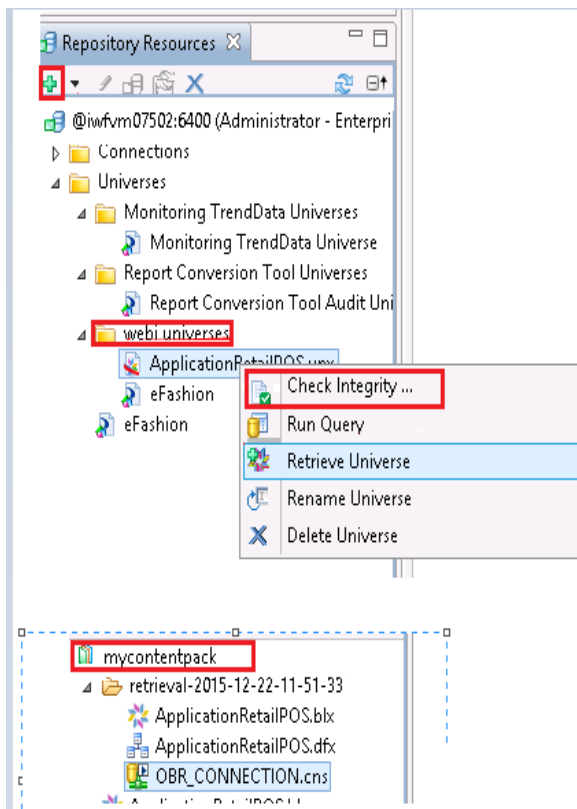 Repository Resources
@iwfvm07502:6400 (Administrator - Enterpri
Connections
Universes
Monitoring TrendData Universes
Monitoring TrendData Universe
Report Conversion Tool Universes
Report Conversion Tool Audit Uni
webi universes
ApplicationRetailPOS.unx
eFashion
eFashion
Check Integrity ...
Run Query
Retrieve Universe
Rename Universe
Delete Universe
mycontentpack
retrieval-2015-12-22-11-51-33
ApplicationRetailPOS.blx
ApplicationRetailPOS.dfx
OBR_CONNECTION.cns